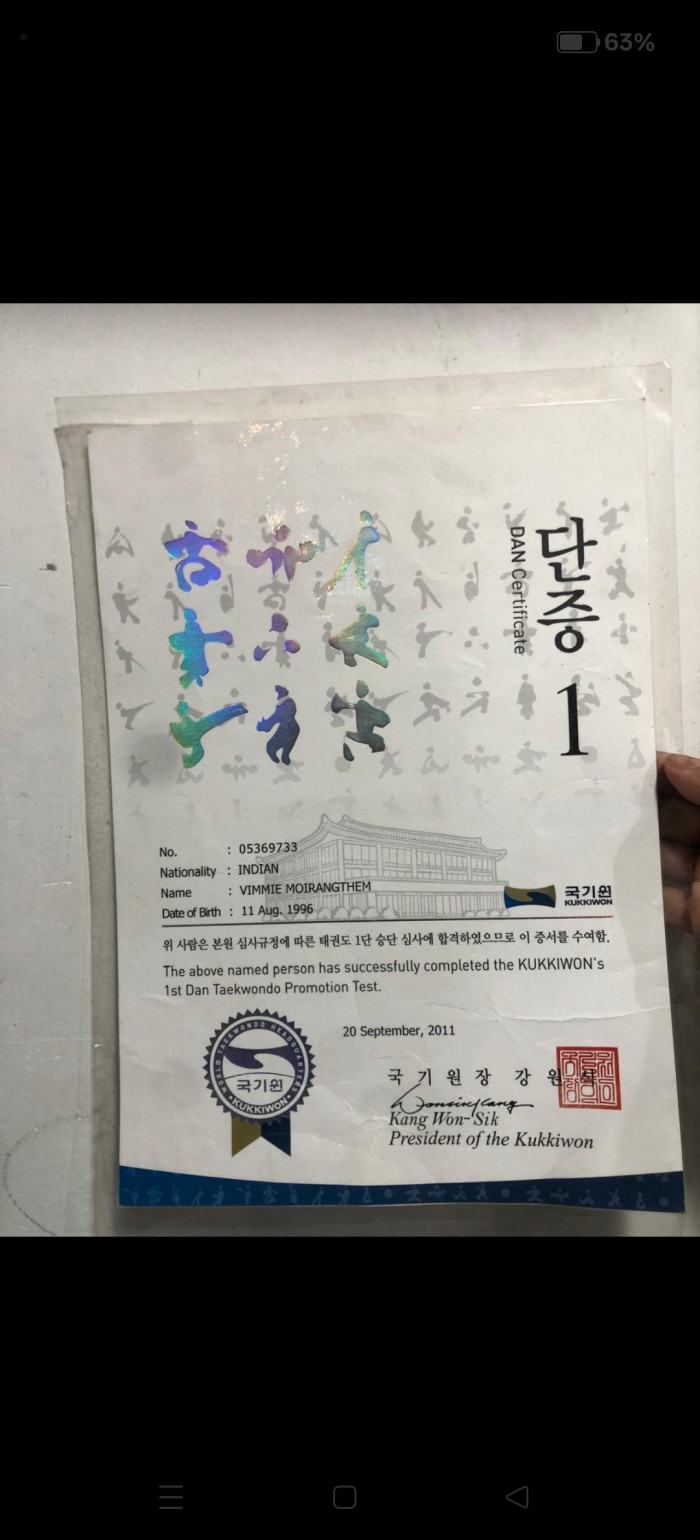 63%
단증 1
DAN Certificate
No. : 05369733
Nationality : INDIAN
Name : VIMMIE MOIRANGTHEM
Date of Birth : 11 Aug. 1996
국기원
KUKKIWON
위 사람은 본원 심사규정에 따른 태권도 1단 승단 심사에 합격하였으므로 이 증서를 수여함.
The above named person has successfully completed the KUKKIWON's
1st Dan Taekwondo Promotion Test.
20 September, 2011
WORLD TAEKWONDO HEADQUARTERS
국기원
KUKKIWON
국 기 원 장 강 원 식
Kang Won-Sik
President of the Kukkiwon